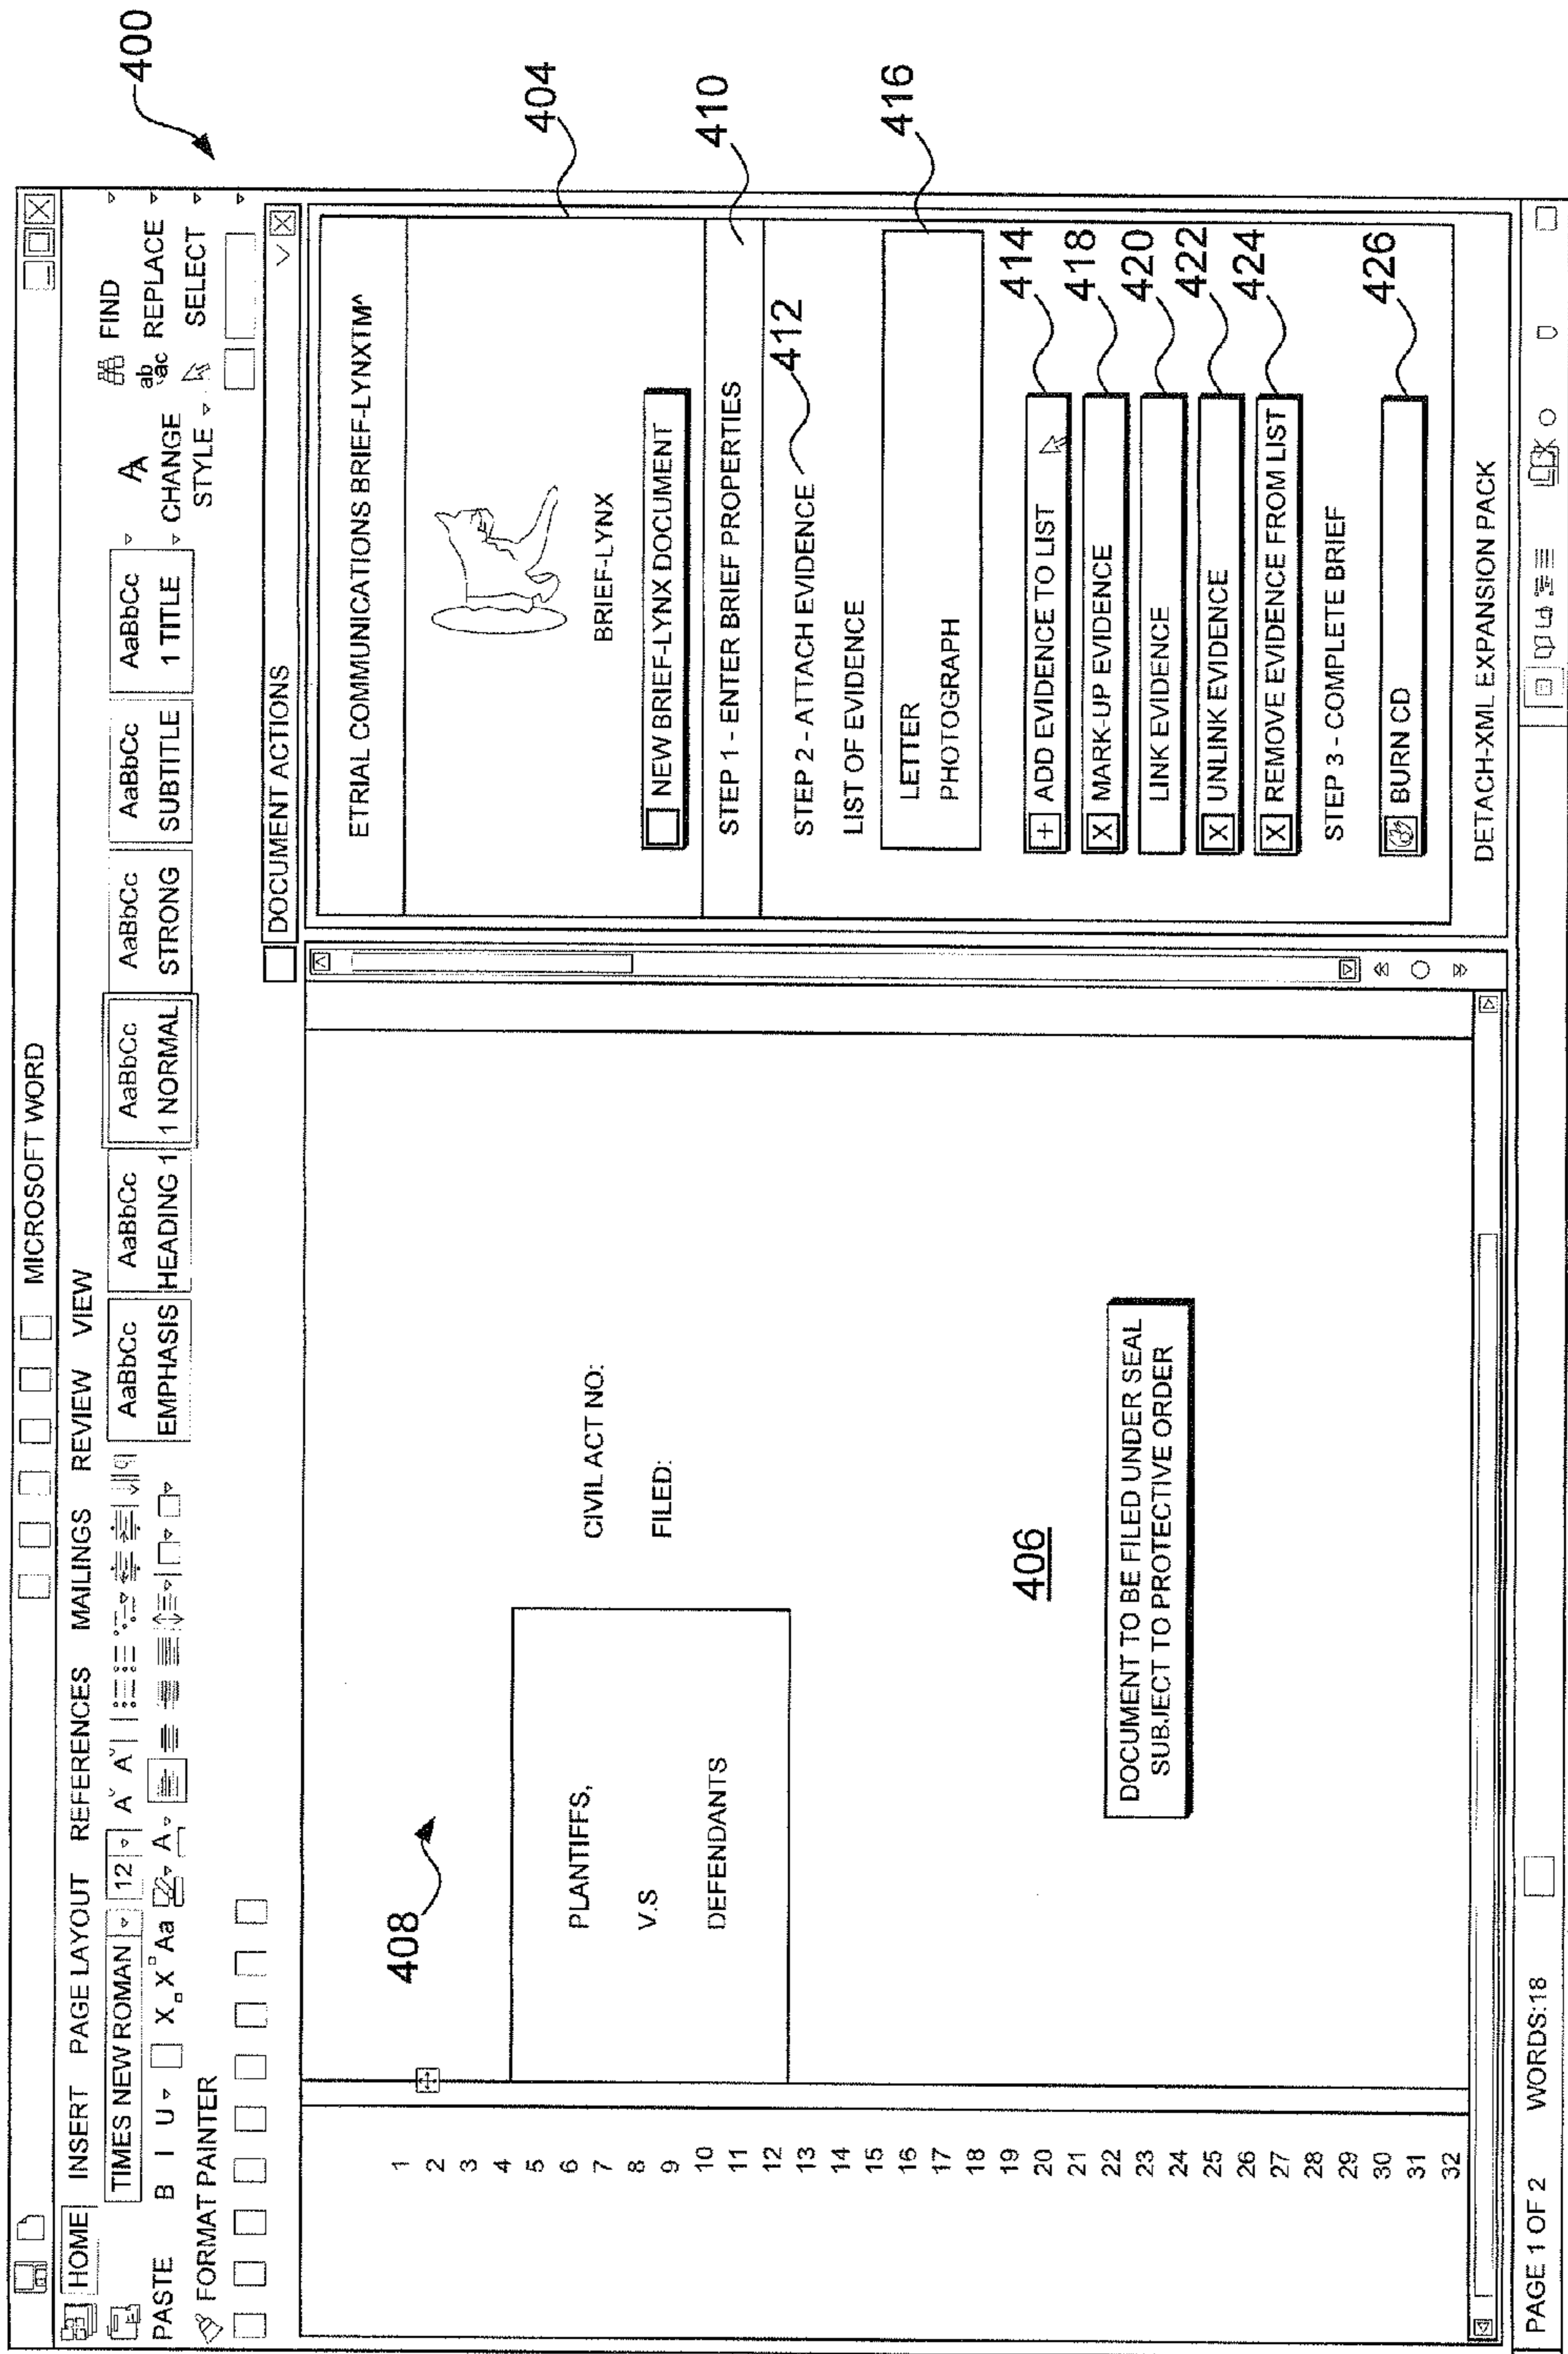 MICROSOFT WORD
HOME INSERT PAGE LAYOUT REFERENCES MAILINGS REVIEW VIEW
TIMES NEW ROMAN 12 A A
AaBbCc AaBbCc AaBbCc AaBbCc AaBbCc AaBbCc
EMPHASIS HEADING 1 1 NORMAL STRONG SUBTITLE 1 TITLE
A
CHANGE
STYLE
FIND
ab
ac REPLACE
SELECT
PASTE B I U X X Aa A
FORMAT PAINTER
400
DOCUMENT ACTIONS
1
2
3
4
5
6
7
8
9
10
11
12
13
14
15
16
17
18
19
20
21
22
23
24
25
26
27
28
29
30
31
32
408
PLANTIFFS,
V.S
DEFENDANTS
CIVIL ACT NO:
FILED:
406
DOCUMENT TO BE FILED UNDER SEAL
SUBJECT TO PROTECTIVE ORDER
ETRIAL COMMUNICATIONS BRIEF-LYNXTM^
404
BRIEF-LYNX
NEW BRIEF-LYNX DOCUMENT
STEP 1 - ENTER BRIEF PROPERTIES
410
STEP 2 - ATTACH EVIDENCE 412
LIST OF EVIDENCE
LETTER
PHOTOGRAPH
416
+ ADD EVIDENCE TO LIST 414
X MARK-UP EVIDENCE 418
LINK EVIDENCE 420
X UNLINK EVIDENCE 422
X REMOVE EVIDENCE FROM LIST 424
STEP 3 - COMPLETE BRIEF
BURN CD 426
DETACH-XML EXPANSION PACK
PAGE 1 OF 2 WORDS:18